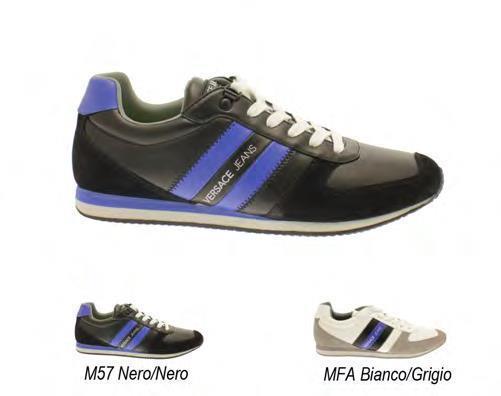 VERSACE JEANS
M57 Nero/Nero
MFA Bianco/Grigio